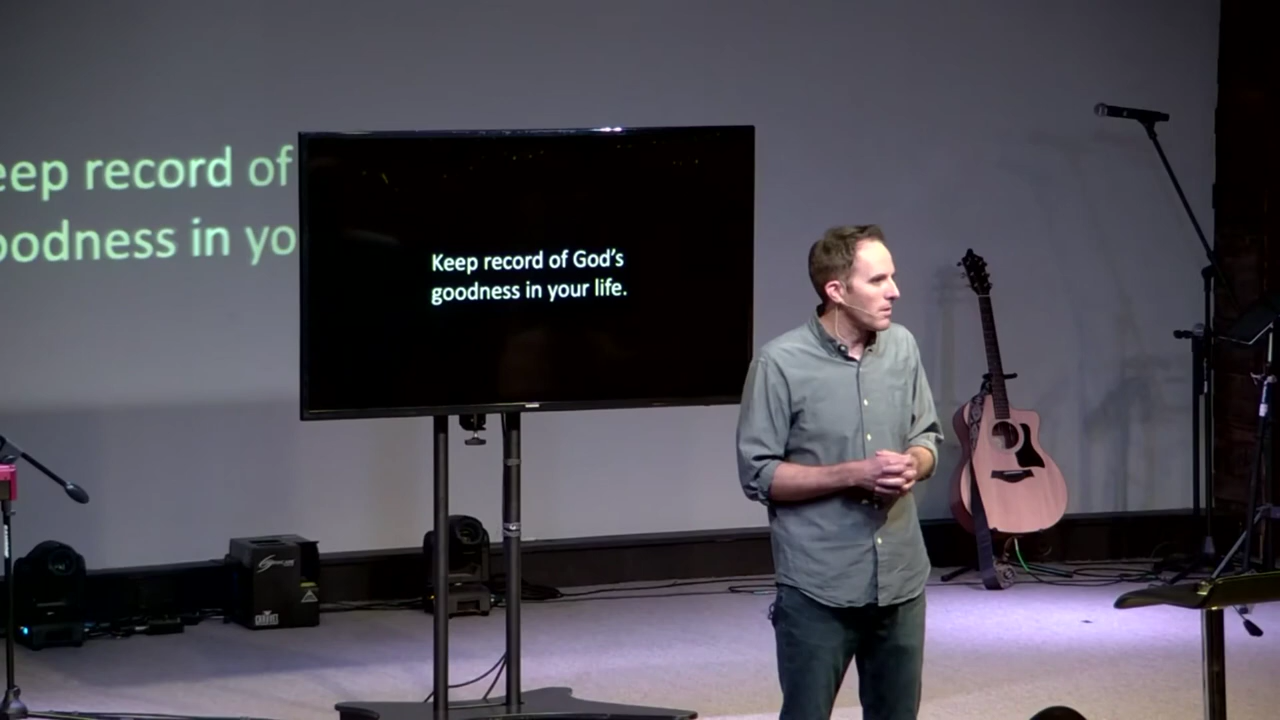 eep record of
oodness in yo
Keep record of God's
goodness in your life.